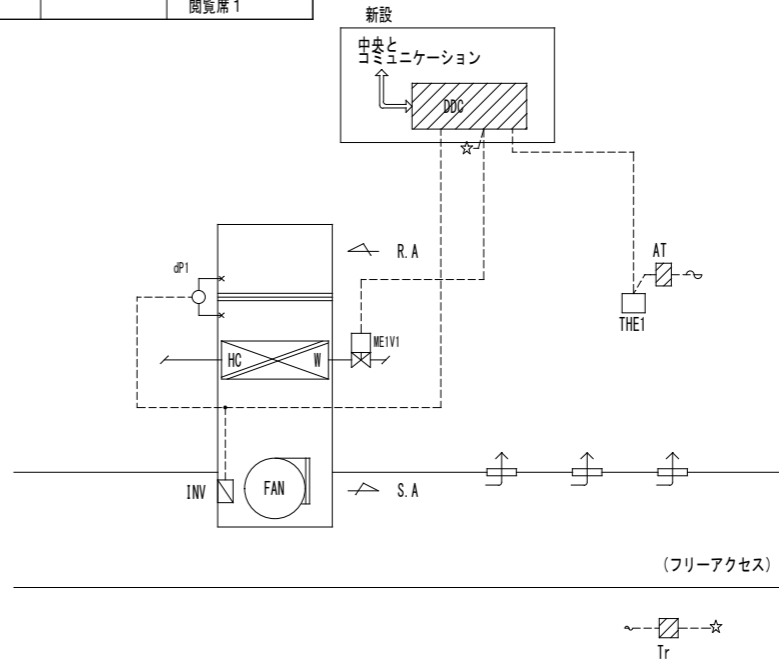 閲覧席1
新設
中央と
コミュニケーション
DDC
R.A
dP1
AT
THE1
ME1V1
HC
W
INV
FAN
S.A
(フリーアクセス)
Tr